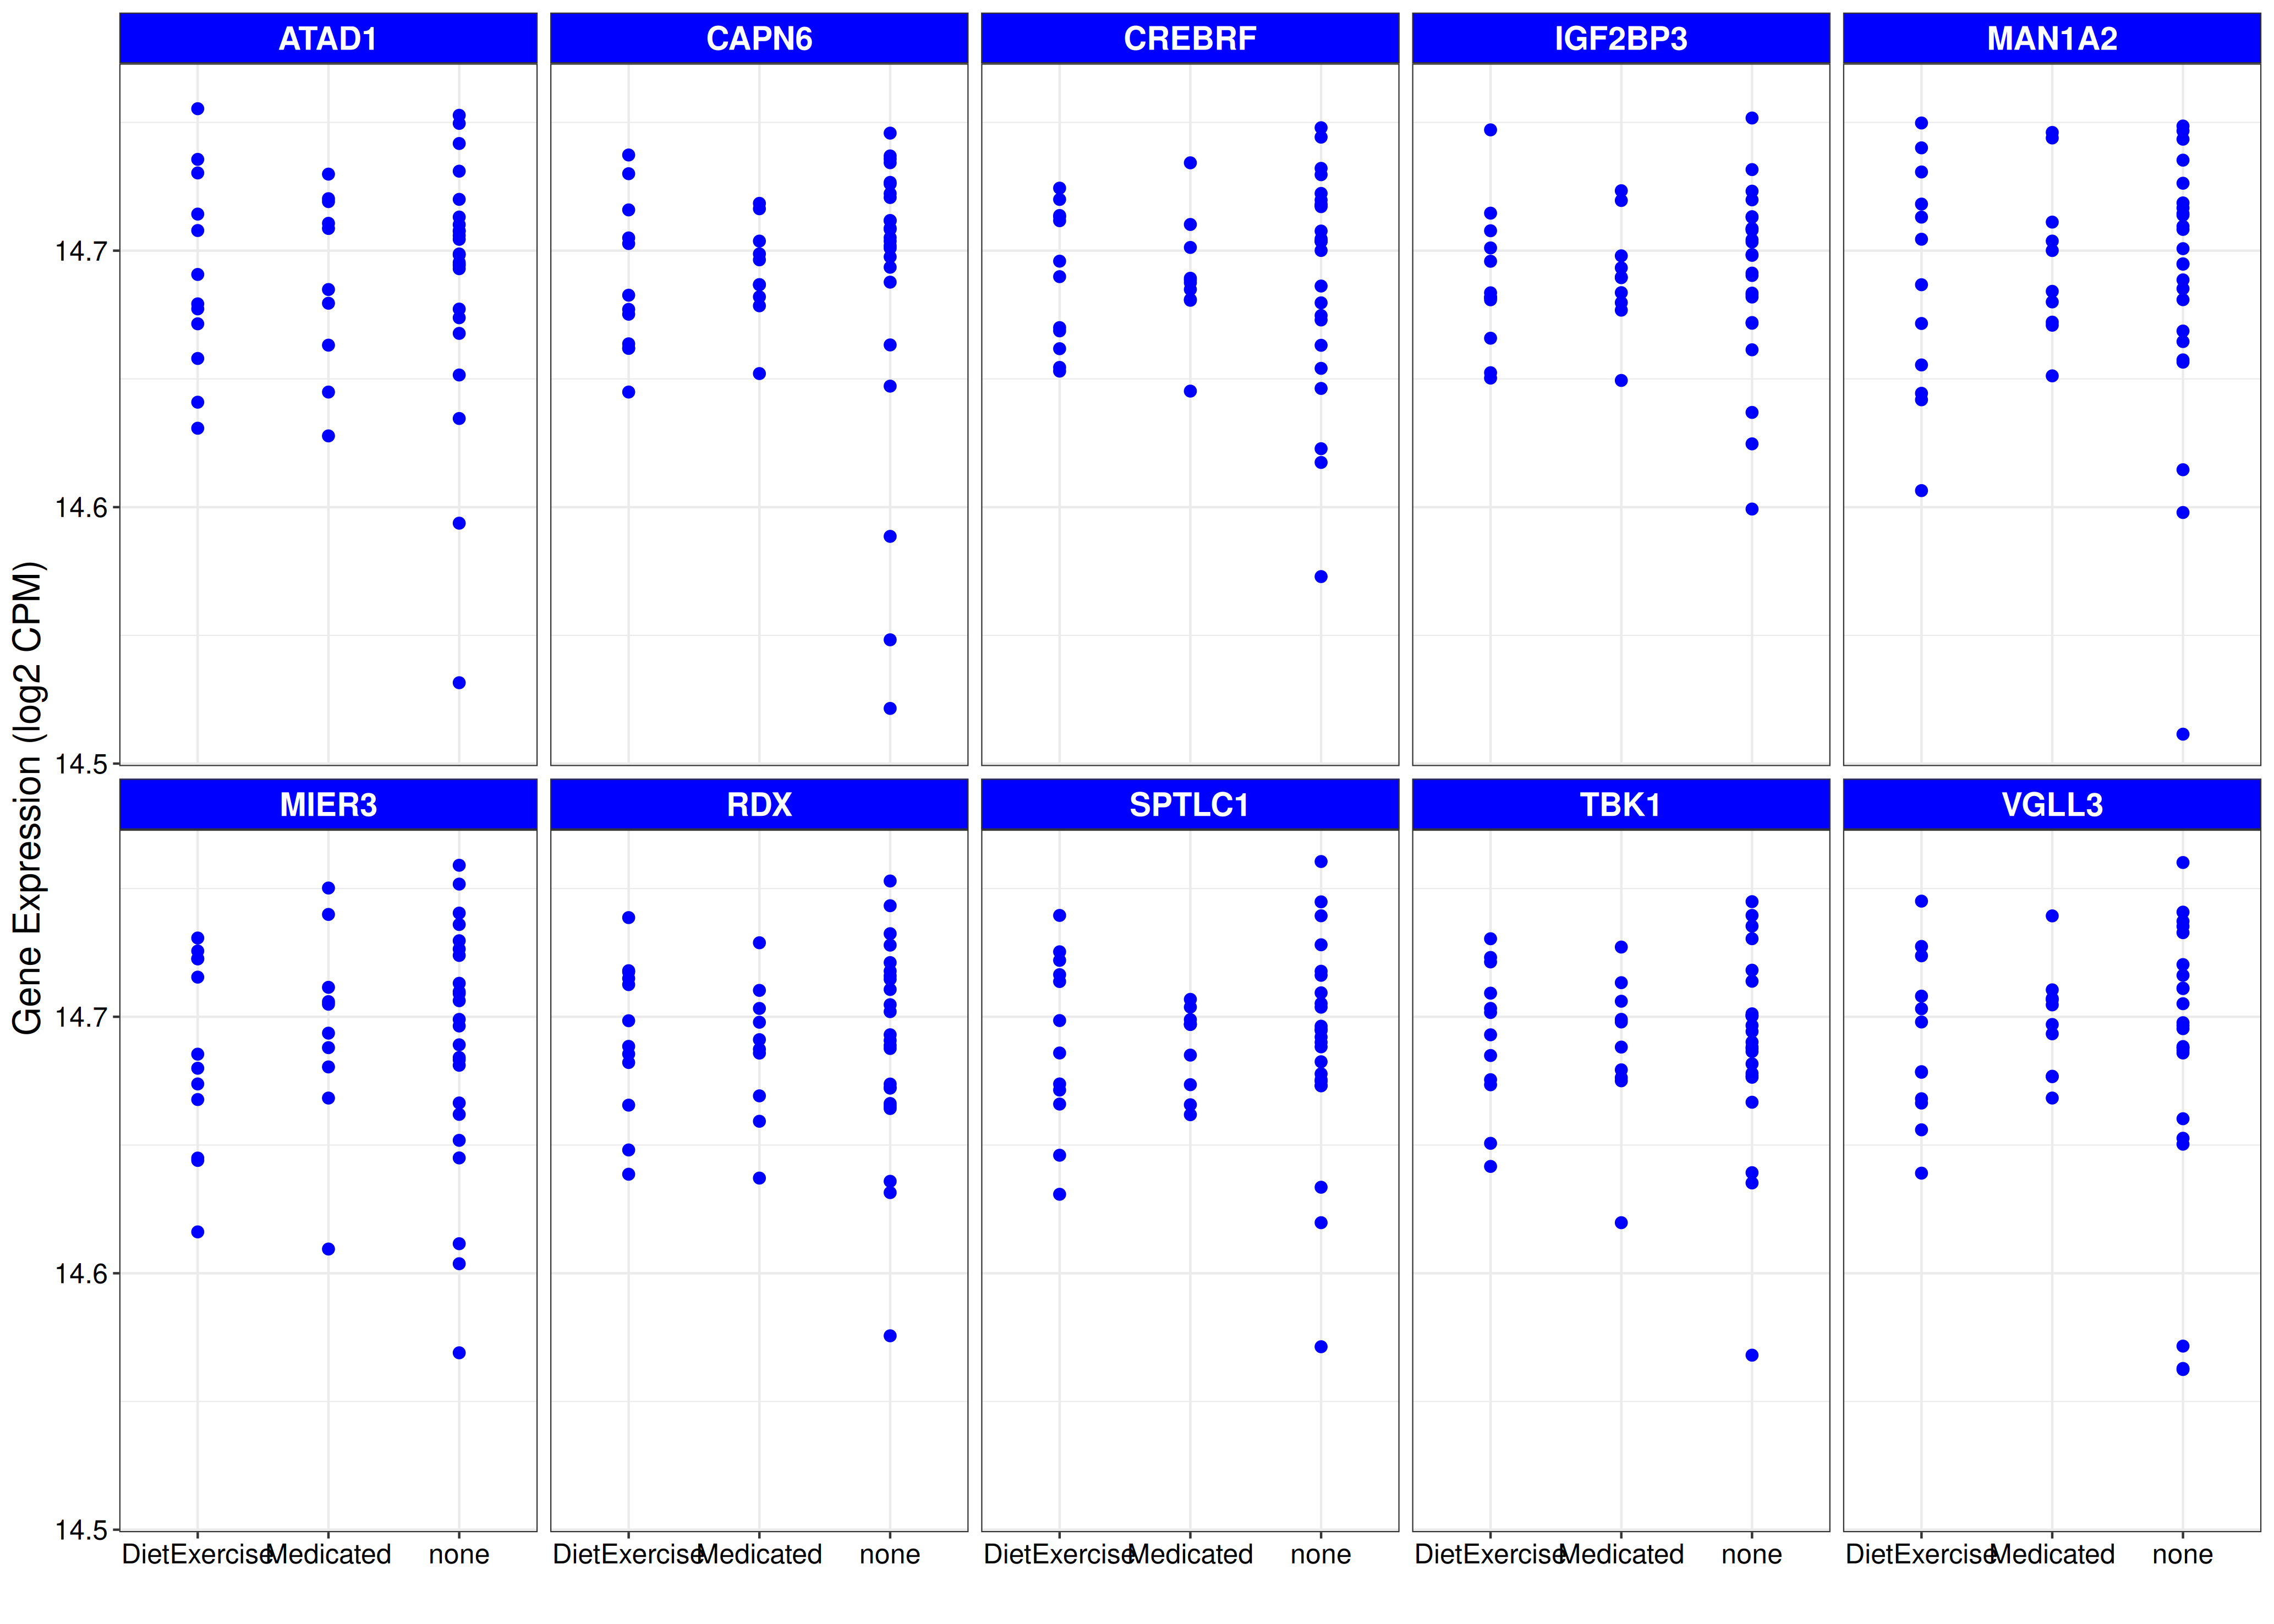 ATAD1 CAPN6 CREBRF IGF2BP3 MAN1A2
14.7
14.6
14.5
Gene Expression (log2 CPM)
MIER3 RDX SPTLC1 TBK1 VGLL3
14.7
14.6
14.5
DietExercise Medicated none DietExercise Medicated none DietExercise Medicated none DietExercise Medicated none DietExercise Medicated none